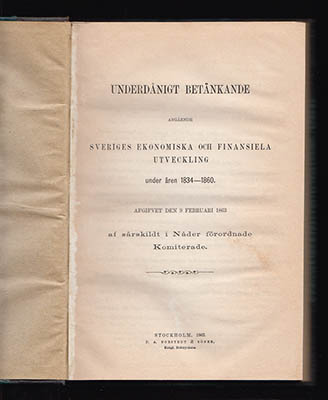 UNDERDÅNIGT BETÄNKANDE
ANGÅENDE
SVERIGES EKONOMISKA OCH FINANSIELA
UTVECKLING
under åren 1834—1860.
AFGIFVET DEN 9 FEBRUARI 1863
af särskildt i Nåder förordnade
Komiterade.
STOCKHOLM, 1863.
P. A. NORSTEDT & SÖNER,
Kongl. Boktryckare.